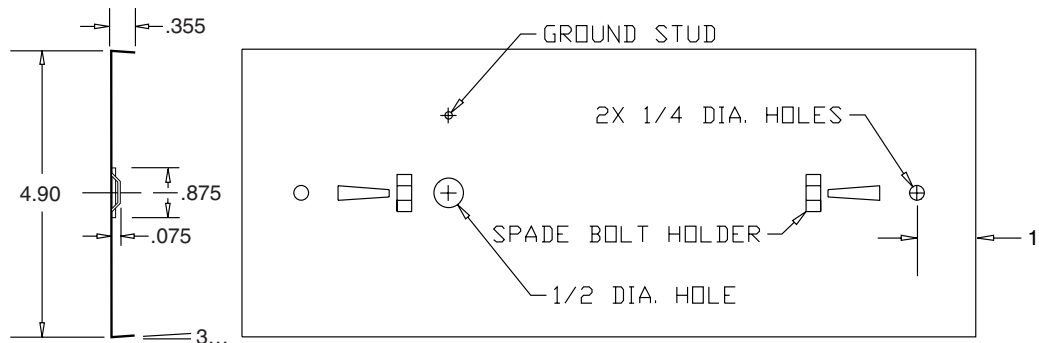 .355
GROUND STUD
2X 1/4 DIA. HOLES
4.90
.875
.075
SPADE BOLT HOLDER
1
1/2 DIA. HOLE
3...